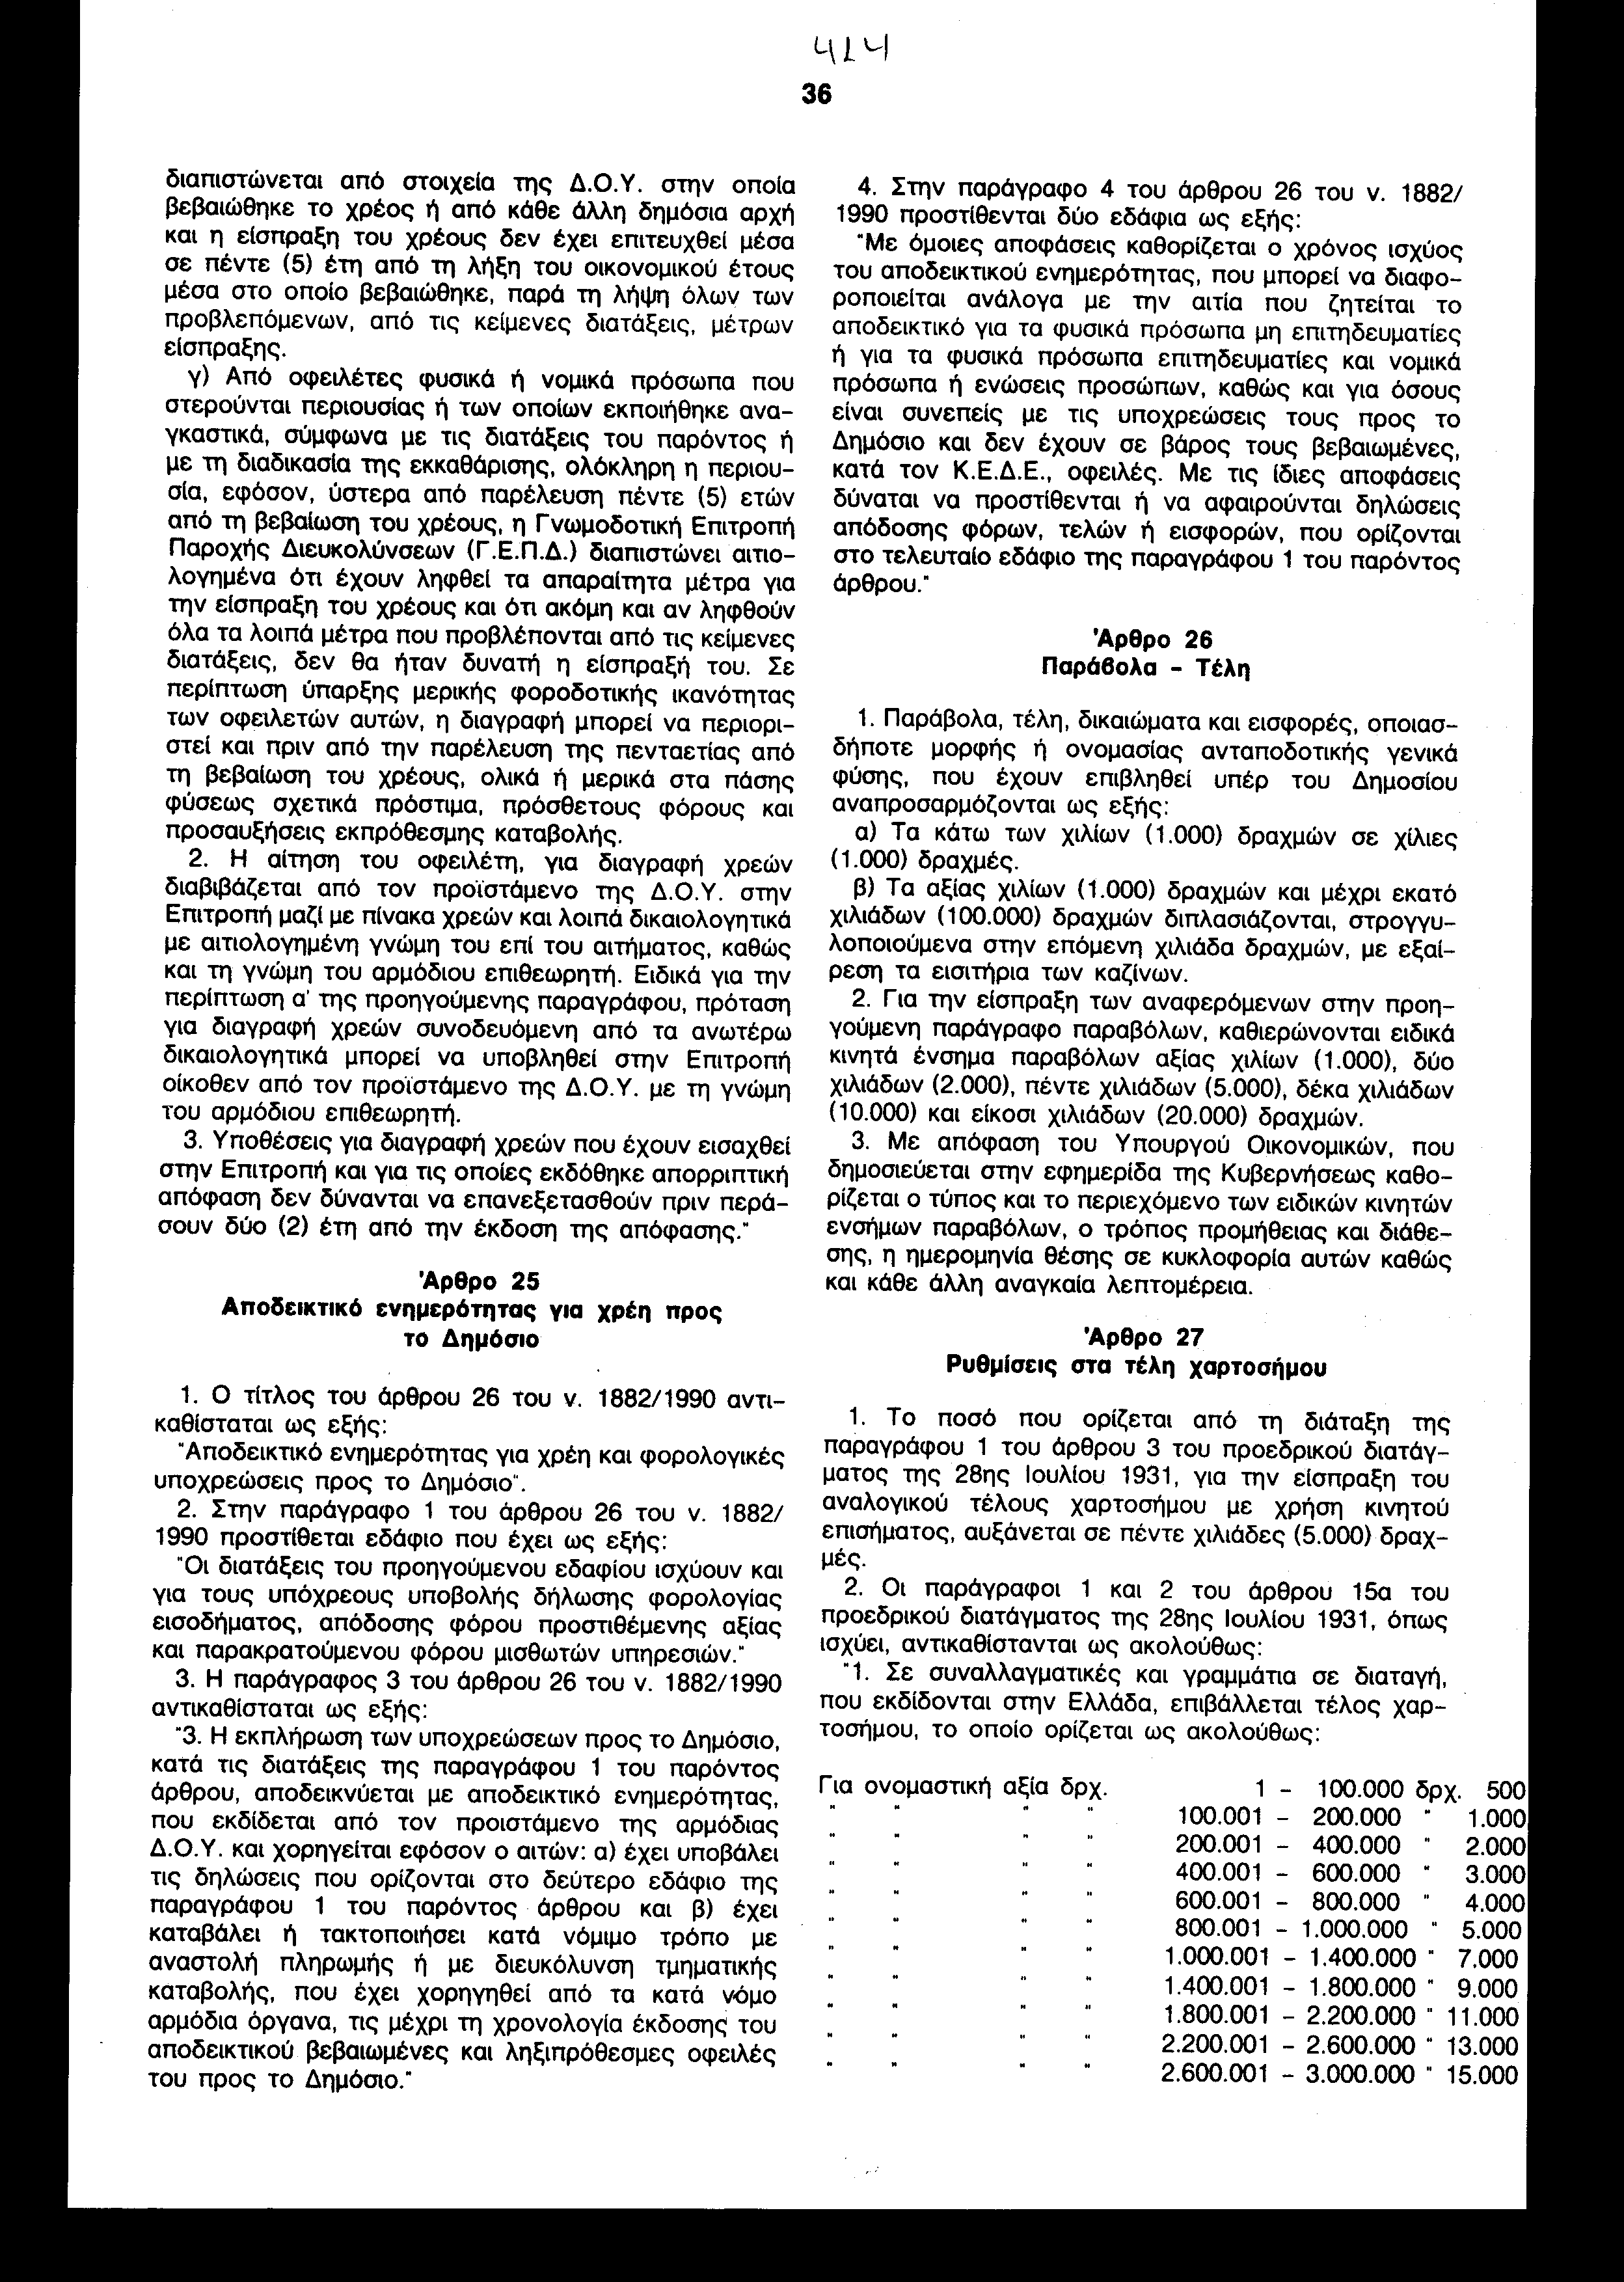 414
36
διαπιστώνεται από στοιχεία της Δ.Ο.Υ. στην οποία
βεβαιώθηκε το χρέος ή από κάθε άλλη δημόσια αρχή
και η είσπραξη του χρέους δεν έχει επιτευχθεί μέσα
σε πέντε (5) έτη από τη λήξη του οικονομικού έτους
μέσα στο οποίο βεβαιώθηκε, παρά τη λήψη όλων των
προβλεπόμενων, από τις κείμενες διατάξεις, μέτρων
είσπραξης.
γ) Από οφειλέτες φυσικά ή νομικά πρόσωπα που
στερούνται περιουσίας ή των οποίων εκποιήθηκε ανα-
γκαστικά, σύμφωνα με τις διατάξεις του παρόντος ή
με τη διαδικασία της εκκαθάρισης, ολόκληρη η περιου-
σία, εφόσον, ύστερα από παρέλευση πέντε (5) ετών
από τη βεβαίωση του χρέους, η Γνωμοδοτική Επιτροπή
Παροχής Διευκολύνσεων (Γ.Ε.Π.Δ.) διαπιστώνει αιτιο-
λογημένα ότι έχουν ληφθεί τα απαραίτητα μέτρα για
την είσπραξη του χρέους και ότι ακόμη και αν ληφθούν
όλα τα λοιπά μέτρα που προβλέπονται από τις κείμενες
διατάξεις, δεν θα ήταν δυνατή η είσπραξή του. Σε
περίπτωση ύπαρξης μερικής φοροδοτικής ικανότητας
των οφειλετών αυτών, η διαγραφή μπορεί να περιορι-
στεί και πριν από την παρέλευση της πενταετίας από
τη βεβαίωση του χρέους, ολικά ή μερικά στα πάσης
φύσεως σχετικά πρόστιμα, πρόσθετους φόρους και
προσαυξήσεις εκπρόθεσμης καταβολής.
2. Η αίτηση του οφειλέτη, για διαγραφή χρεών
διαβιβάζεται από τον προϊστάμενο της Δ.Ο.Υ. στην
Επιτροπή μαζί με πίνακα χρεών και λοιπά δικαιολογητικά
με αιτιολογημένη γνώμη του επί του αιτήματος, καθώς
και τη γνώμη του αρμόδιου επιθεωρητή. Ειδικά για την
περίπτωση α' της προηγούμενης παραγράφου, πρόταση
για διαγραφή χρεών συνοδευόμενη από τα ανωτέρω
δικαιολογητικά μπορεί να υποβληθεί στην Επιτροπή
οίκοθεν από τον προϊστάμενο της Δ.Ο.Υ. με τη γνώμη
του αρμόδιου επιθεωρητή.
3. Υποθέσεις για διαγραφή χρεών που έχουν εισαχθεί
στην Επιτροπή και για τις οποίες εκδόθηκε απορριπτική
απόφαση δεν δύνανται να επανεξετασθούν πριν περά-
σουν δύο (2) έτη από την έκδοση της απόφασης."
Άρθρο 25
Αποδεικτικό ενημερότητας για χρέη προς
το Δημόσιο
1. Ο τίτλος του άρθρου 26 του ν. 1882/1990 αντι-
καθίσταται ως εξής:
"Αποδεικτικό ενημερότητας για χρέη και φορολογικές
υποχρεώσεις προς το Δημόσιο".
2. Στην παράγραφο 1 του άρθρου 26 του ν. 1882/
1990 προστίθεται εδάφιο που έχει ως εξής:
"Οι διατάξεις του προηγούμενου εδαφίου ισχύουν και
για τους υπόχρεους υποβολής δήλωσης φορολογίας
εισοδήματος, απόδοσης φόρου προστιθέμενης αξίας
και παρακρατούμενου φόρου μισθωτών υπηρεσιών."
3. Η παράγραφος 3 του άρθρου 26 του ν. 1882/1990
αντικαθίσταται ως εξής:
"3. Η εκπλήρωση των υποχρεώσεων προς το Δημόσιο,
κατά τις διατάξεις της παραγράφου 1 του παρόντος
άρθρου, αποδεικνύεται με αποδεικτικό ενημερότητας,
που εκδίδεται από τον προιστάμενο της αρμόδιας
Δ.Ο.Υ. και χορηγείται εφόσον ο αιτών: α) έχει υποβάλει
τις δηλώσεις που ορίζονται στο δεύτερο εδάφιο της
παραγράφου 1 του παρόντος άρθρου και β) έχει
καταβάλει ή τακτοποιήσει κατά νόμιμο τρόπο με
αναστολή πληρωμής ή με διευκόλυνση τμηματικής
καταβολής, που έχει χορηγηθεί από τα κατά νόμο
αρμόδια όργανα, τις μέχρι τη χρονολογία έκδοσης του
αποδεικτικού βεβαιωμένες και ληξιπρόθεσμες οφειλές
του προς το Δημόσιο."
4. Στην παράγραφο 4 του άρθρου 26 του ν. 1882/
1990 προστίθενται δύο εδάφια ως εξής:
"Με όμοιες αποφάσεις καθορίζεται ο χρόνος ισχύος
του αποδεικτικού ενημερότητας, που μπορεί να διαφο-
ροποιείται ανάλογα με την αιτία που ζητείται το
αποδεικτικό για τα φυσικά πρόσωπα μη επιτηδευματίες
ή για τα φυσικά πρόσωπα επιτηδευματίες και νομικά
πρόσωπα ή ενώσεις προσώπων, καθώς και για όσους
είναι συνεπείς με τις υποχρεώσεις τους προς το
Δημόσιο και δεν έχουν σε βάρος τους βεβαιωμένες,
κατά τον Κ.Ε.Δ.Ε., οφειλές. Με τις ίδιες αποφάσεις
δύναται να προστίθενται ή να αφαιρούνται δηλώσεις
απόδοσης φόρων, τελών ή εισφορών, που ορίζονται
στο τελευταίο εδάφιο της παραγράφου 1 του παρόντος
άρθρου."
Άρθρο 26
Παράβολα - Τέλη
1. Παράβολα, τέλη, δικαιώματα και εισφορές, οποιασ-
δήποτε μορφής ή ονομασίας ανταποδοτικής γενικά
φύσης, που έχουν επιβληθεί υπέρ του Δημοσίου
αναπροσαρμόζονται ως εξής:
α) Τα κάτω των χιλίων (1.000) δραχμών σε χίλιες
(1.000) δραχμές.
β) Τα αξίας χιλίων (1.000) δραχμών και μέχρι εκατό
χιλιάδων (100.000) δραχμών διπλασιάζονται, στρογγυ-
λοποιούμενα στην επόμενη χιλιάδα δραχμών, με εξαί-
ρεση τα εισιτήρια των καζίνων.
2. Για την είσπραξη των αναφερόμενων στην προη-
γούμενη παράγραφο παραβόλων, καθιερώνονται ειδικά
κινητά ένσημα παραβόλων αξίας χιλίων (1.000), δύο
χιλιάδων (2.000), πέντε χιλιάδων (5.000), δέκα χιλιάδων
(10.000) και είκοσι χιλιάδων (20.000) δραχμών.
3. Με απόφαση του Υπουργού Οικονομικών, που
δημοσιεύεται στην εφημερίδα της Κυβερνήσεως καθο-
ρίζεται ο τύπος και το περιεχόμενο των ειδικών κινητών
ενσήμων παραβόλων, ο τρόπος προμήθειας και διάθε-
σης, η ημερομηνία θέσης σε κυκλοφορία αυτών καθώς
και κάθε άλλη αναγκαία λεπτομέρεια.
Άρθρο 27
Ρυθμίσεις στα τέλη χαρτοσήμου
1. Το ποσό που ορίζεται από τη διάταξη της
παραγράφου 1 του άρθρου 3 του προεδρικού διατάγ-
ματος της 28ης Ιουλίου 1931, για την είσπραξη του
αναλογικού τέλους χαρτοσήμου με χρήση κινητού
επισήματος, αυξάνεται σε πέντε χιλιάδες (5.000) δραχ-
μές.
2. Οι παράγραφοι 1 και 2 του άρθρου 15α του
προεδρικού διατάγματος της 28ης Ιουλίου 1931, όπως
ισχύει, αντικαθίστανται ως ακολούθως:
"1. Σε συναλλαγματικές και γραμμάτια σε διαταγή,
που εκδίδονται στην Ελλάδα, επιβάλλεται τέλος χαρ-
τοσήμου, το οποίο ορίζεται ως ακολούθως:
Για ονομαστική αξία δρχ. 1 - 100.000 δρχ. 500
" " " " 100.001 - 200.000 " 1.000
" " " " 200.001 - 400.000 " 2.000
" " " " 400.001 - 600.000 " 3.000
" " " " 600.001 - 800.000 " 4.000
" " " " 800.001 - 1.000.000 " 5.000
" " " " 1.000.001 - 1.400.000 " 7.000
" " " " 1.400.001 - 1.800.000 " 9.000
" " " " 1.800.001 - 2.200.000 " 11.000
" " " " 2.200.001 - 2.600.000 " 13.000
" " " " 2.600.001 - 3.000.000 " 15.000